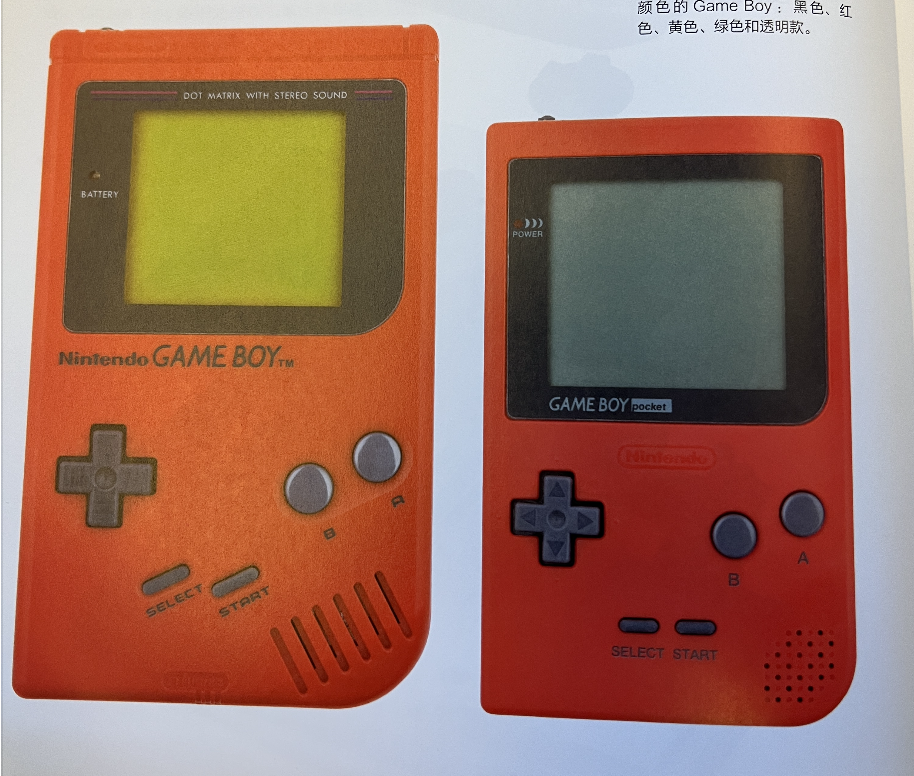 颜色的 Game Boy：黑色、红
色、黄色、绿色和透明款。
DOT MATRIX WITH STEREO SOUND
BATTERY
Nintendo GAME BOY™
B
A
SELECT
START
Nintendo
POWER
GAME BOY pocket
Nintendo
B
A
SELECT START